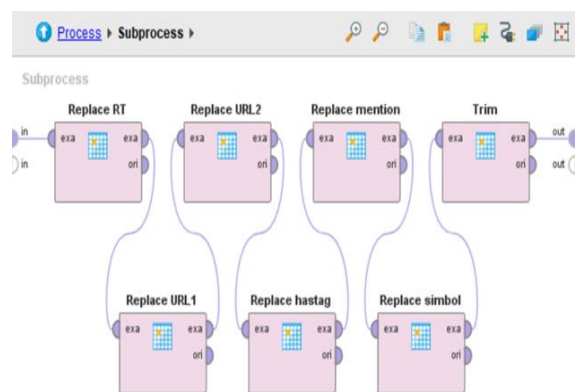 Process ▸ Subprocess ▸
Subprocess
Replace RT
Replace URL2
Replace mention
Trim
in
exa
exa
exa
exa
exa
exa
exa
exa
out
in
ori
ori
ori
ori
out
Replace URL1
Replace hastag
Replace simbol
exa
exa
exa
exa
exa
exa
ori
ori
ori